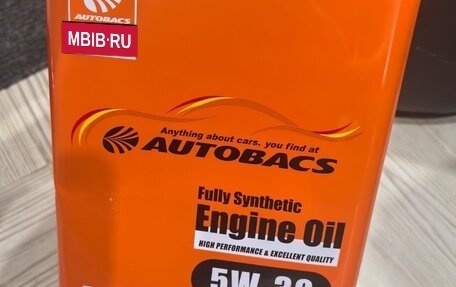 AUTOBACS
MBIB.RU
Anything about cars. you find at
AUTOBACS
Fully Synthetic
Engine Oil
HIGH PERFORMANCE & EXCELLENT QUALITY